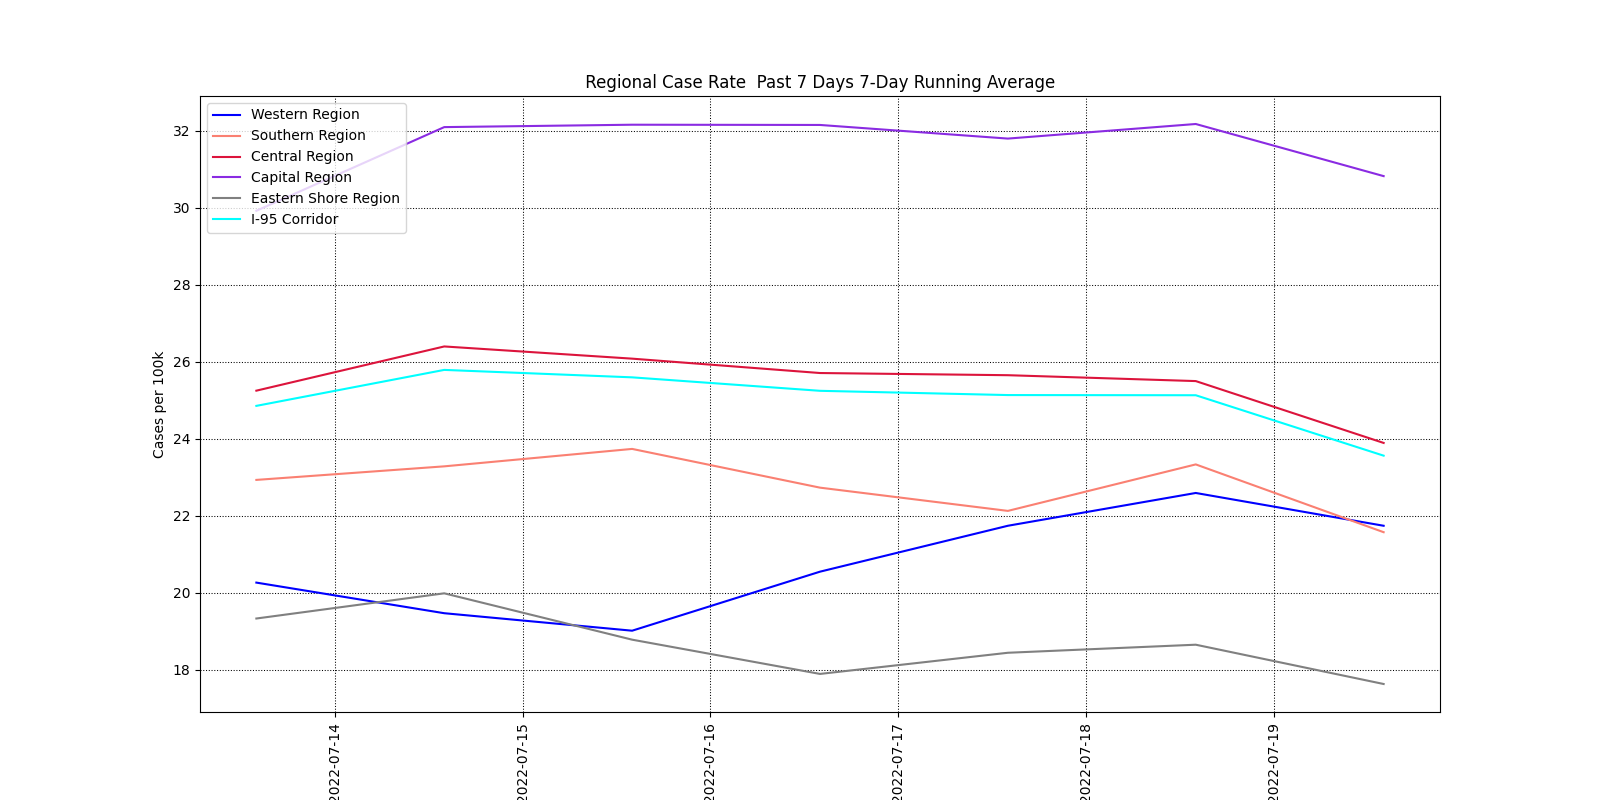 Regional Case Rate  Past 7 Days 7-Day Running Average
Western Region
Southern Region
Central Region
Capital Region
Eastern Shore Region
I-95 Corridor
Cases per 100k
32
30
28
26
24
22
20
18
2022-07-14
2022-07-15
2022-07-16
2022-07-17
2022-07-18
2022-07-19